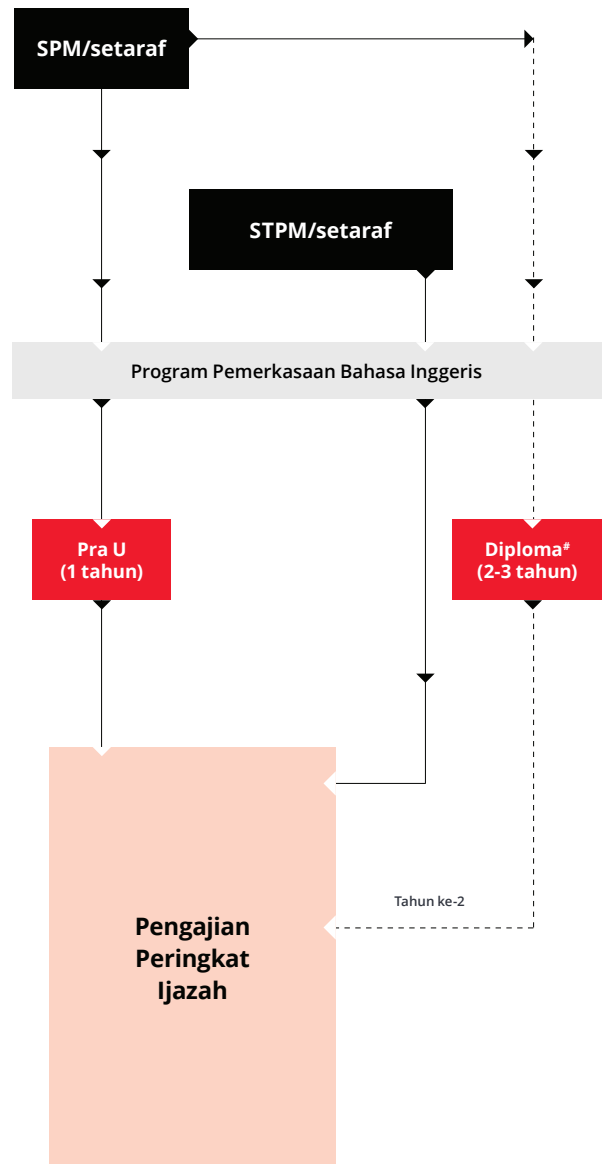 SPM/setaraf
STPM/setaraf
Program Pemerkasaan Bahasa Inggeris
Pra U
(1 tahun)
Diploma#
(2-3 tahun)
Tahun ke-2
Pengajian
Peringkat
Ijazah